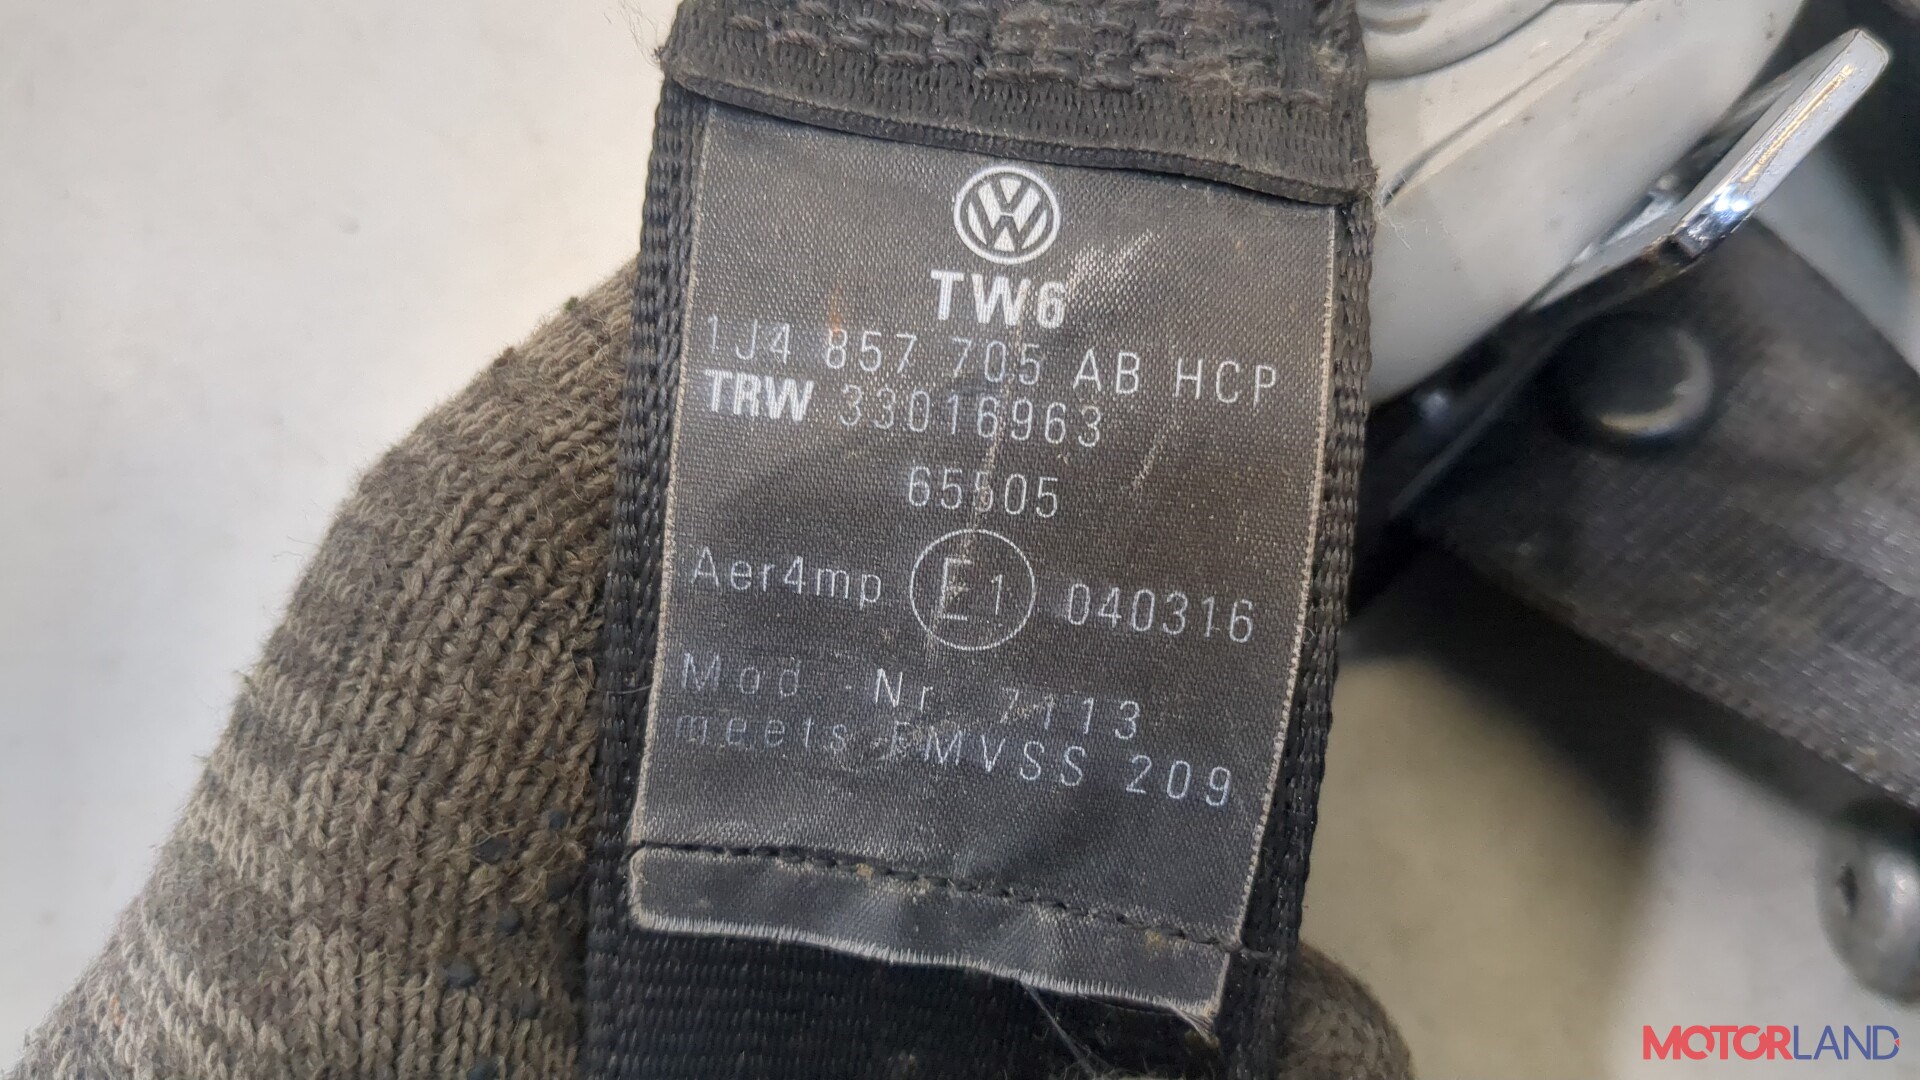 TW6
1J4 857 705 AB HCP
TRW 33016963
65505
Aer4mp E1 040316
Mod Nr 7113
meets FMVSS 209
MOTORLAND